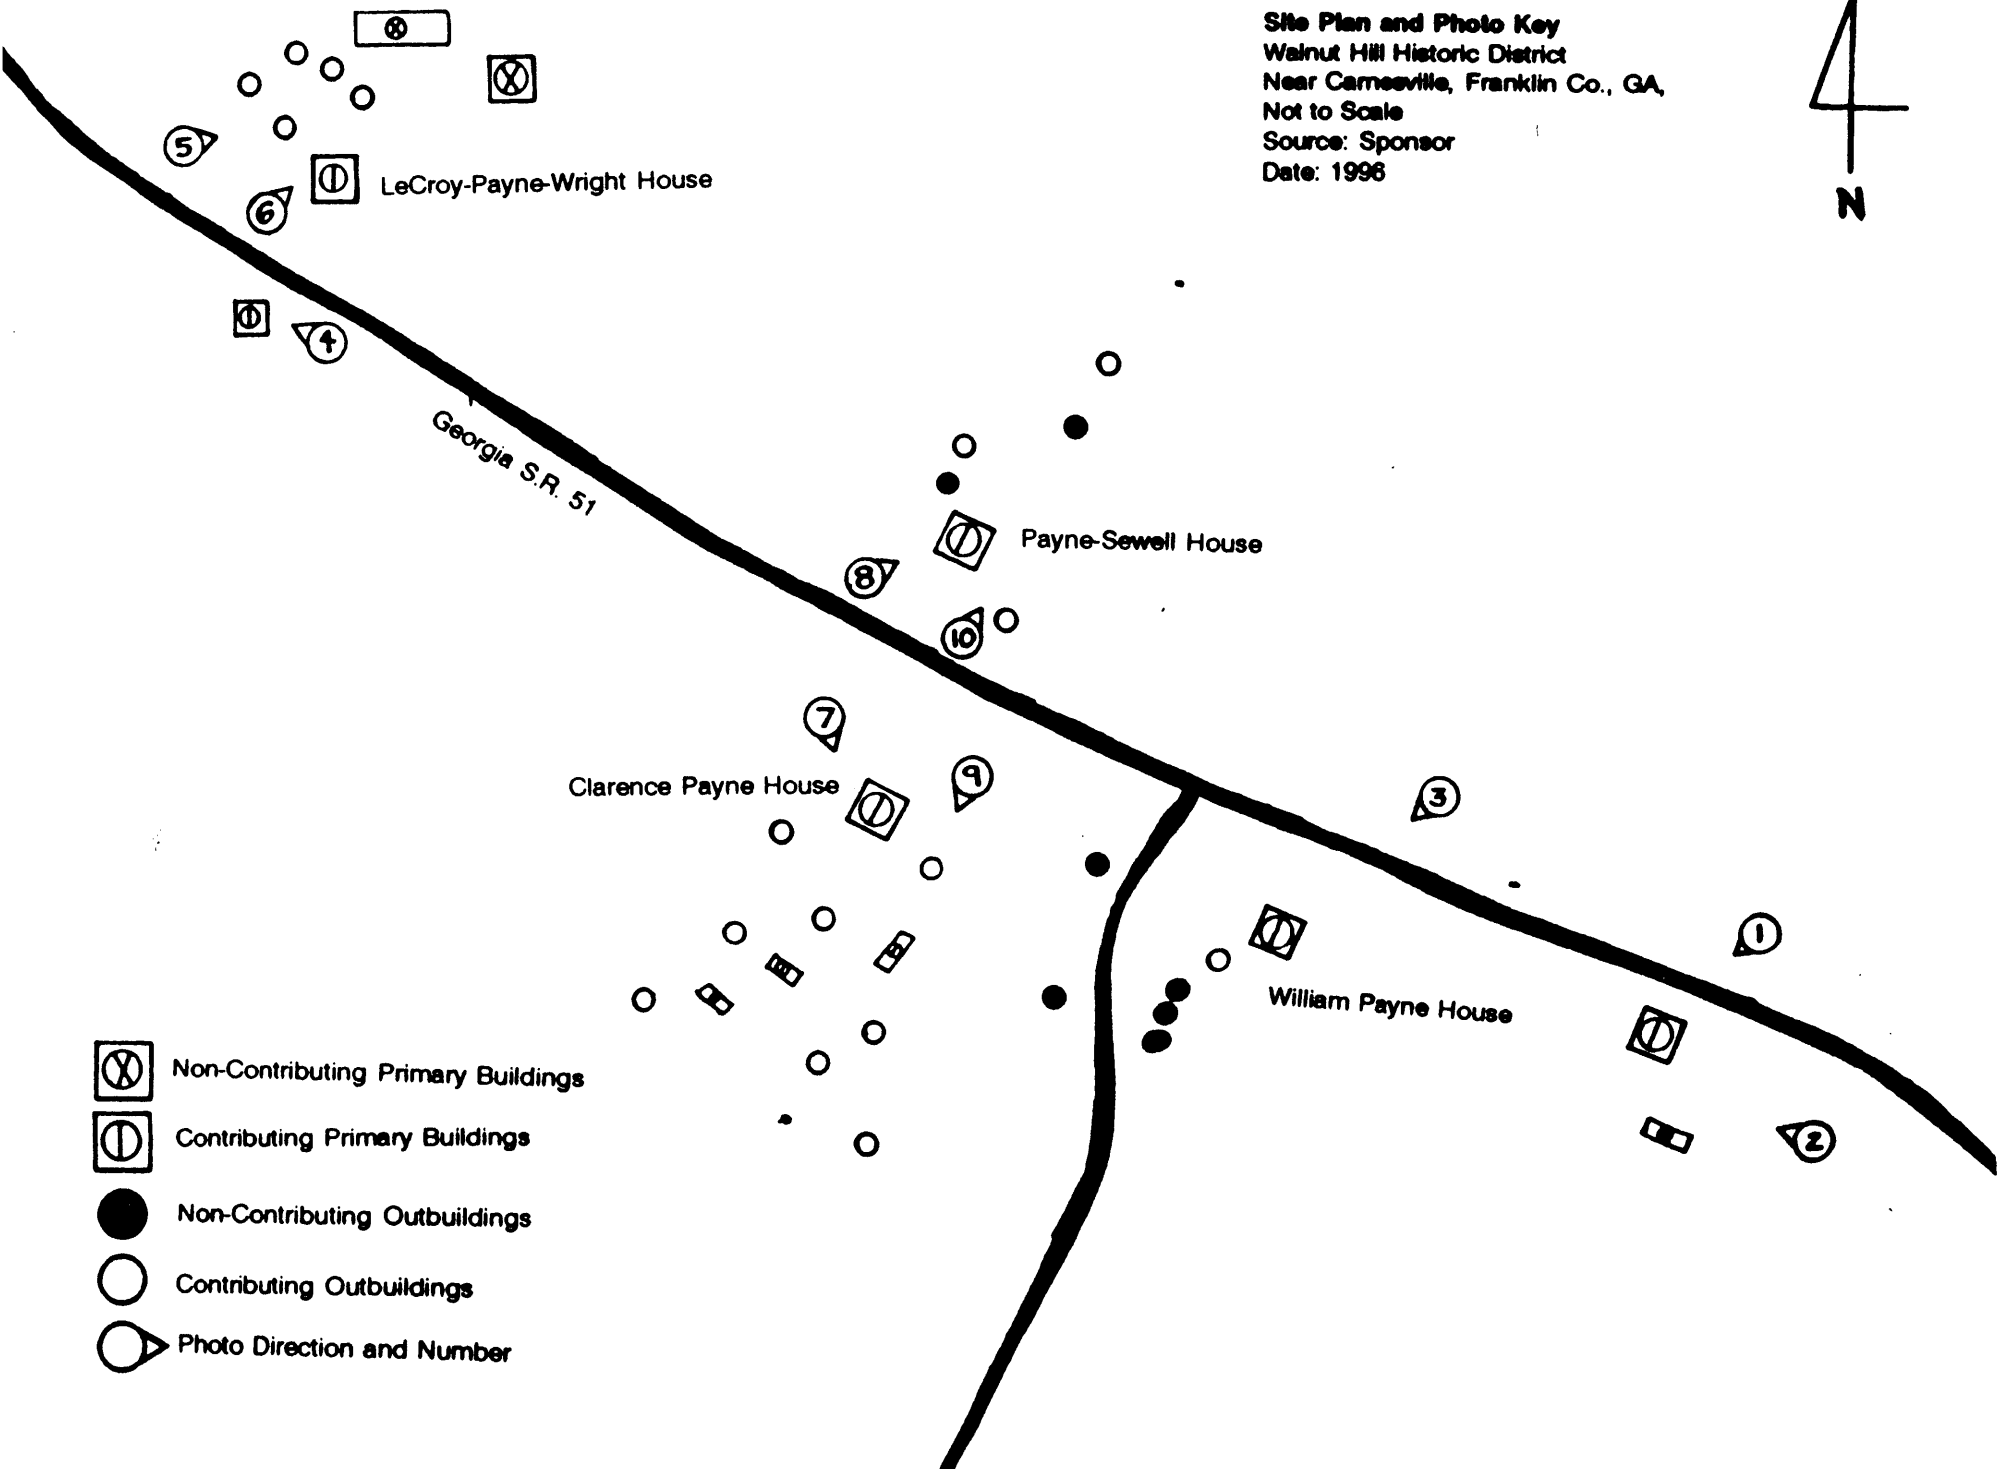 Site Plan and Photo Key
Walnut Hill Historic District
Near Carnesville, Franklin Co., GA,
Not to Scale
Source: Sponsor
Date: 1996
N
5
LeCroy-Payne-Wright House
6
4
Georgia S.R. 51
Payne-Sewell House
8
10
7
Clarence Payne House
9
3
1
William Payne House
2
Non-Contributing Primary Buildings
Contributing Primary Buildings
Non-Contributing Outbuildings
Contributing Outbuildings
Photo Direction and Number